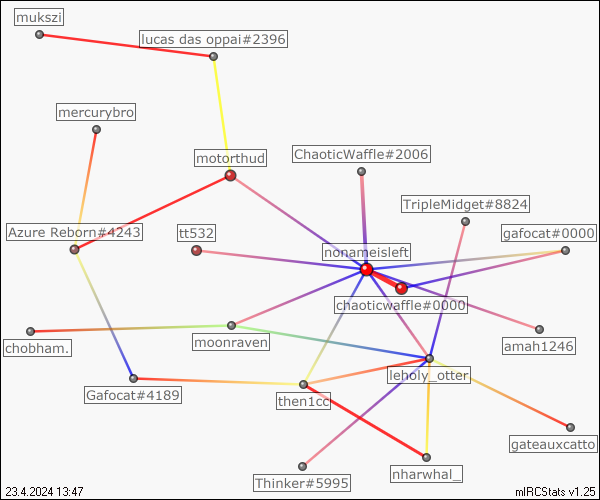 mukszi
lucas das oppai#2396
mercurybro
motorthud
ChaoticWaffle#2006
TripleMidget#8824
Azure Reborn#4243
tt532
gafocat#0000
nonameisleft
chaoticwaffle#0000
chobham.
moonraven
amah1246
leholy_otter
Gafocat#4189
then1cc
gateauxcatto
Thinker#5995
nharwhal_
23.4.2024 13:47
mIRCStats v1.25